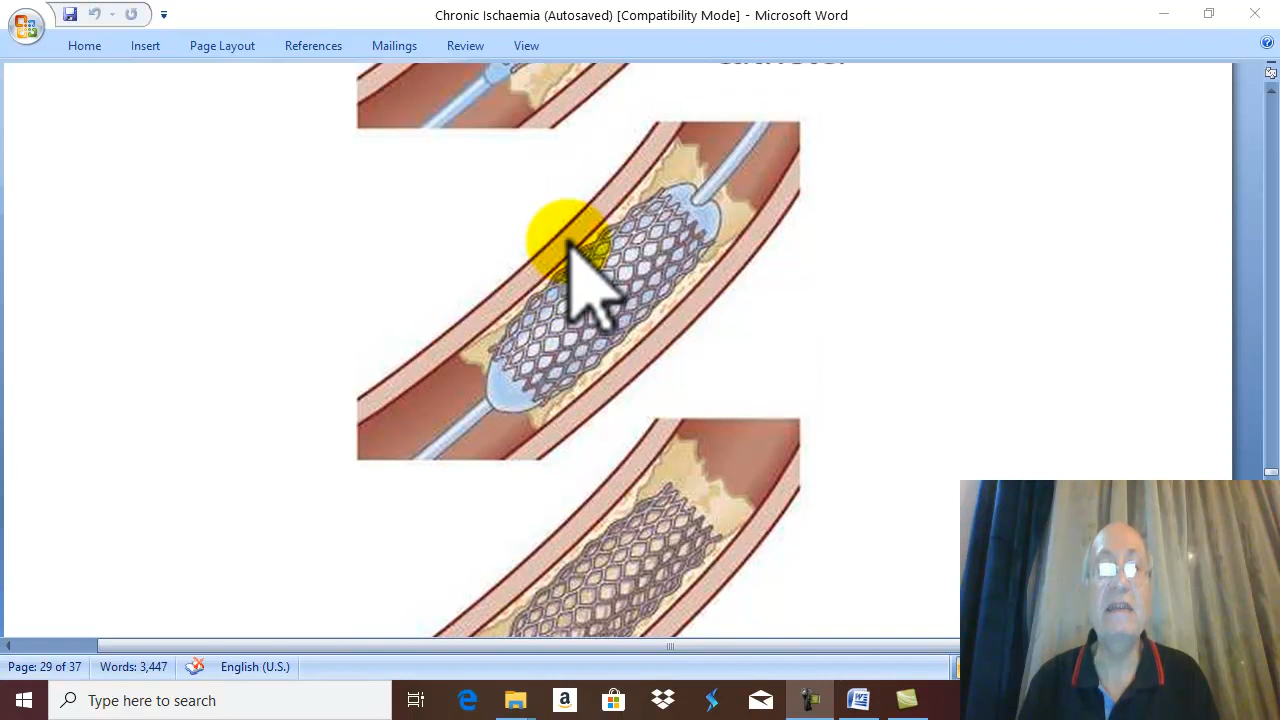 Chronic Ischaemia (Autosaved) [Compatibility Mode] - Microsoft Word
Home Insert Page Layout References Mailings Review View
Page: 29 of 37 Words: 3,447 English (U.S.)
Type here to search